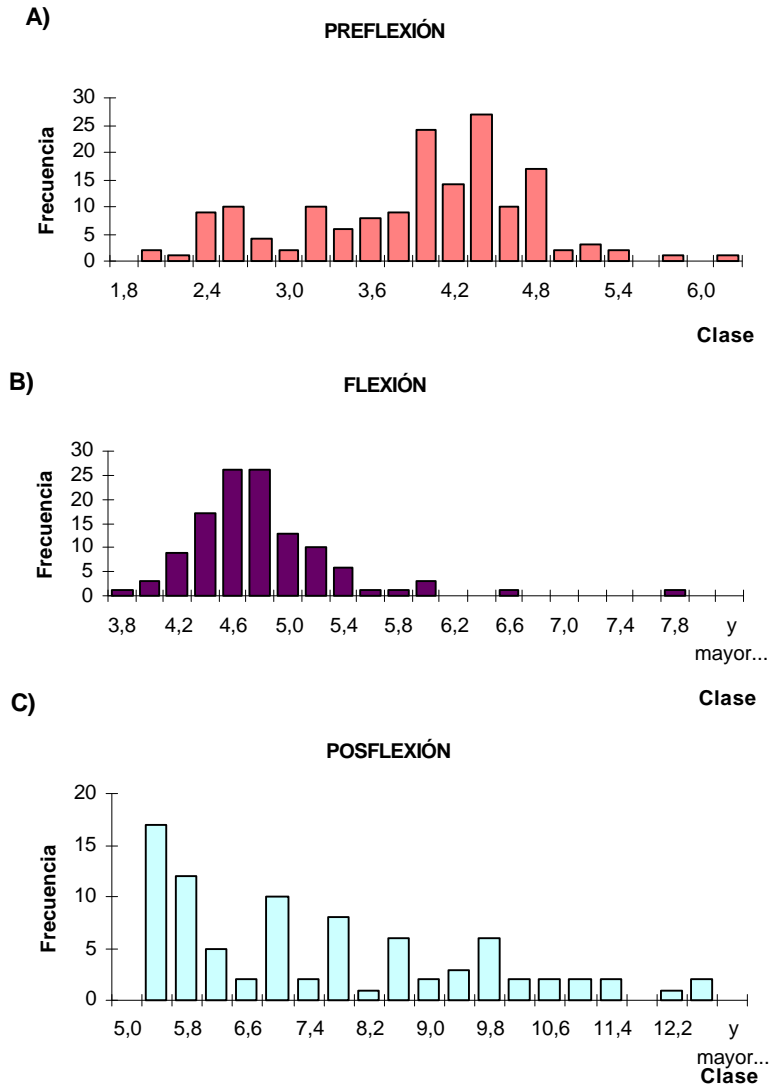 A)
PREFLEXIÓN
Frecuencia
30
25
20
15
10
5
0
1,8 2,4 3,0 3,6 4,2 4,8 5,4 6,0
Clase
B)
FLEXIÓN
Frecuencia
30
25
20
15
10
5
0
3,8 4,2 4,6 5,0 5,4 5,8 6,2 6,6 7,0 7,4 7,8 y
mayor...
Clase
C)
POSFLEXIÓN
Frecuencia
20
15
10
5
0
5,0 5,8 6,6 7,4 8,2 9,0 9,8 10,6 11,4 12,2 y
mayor...
Clase